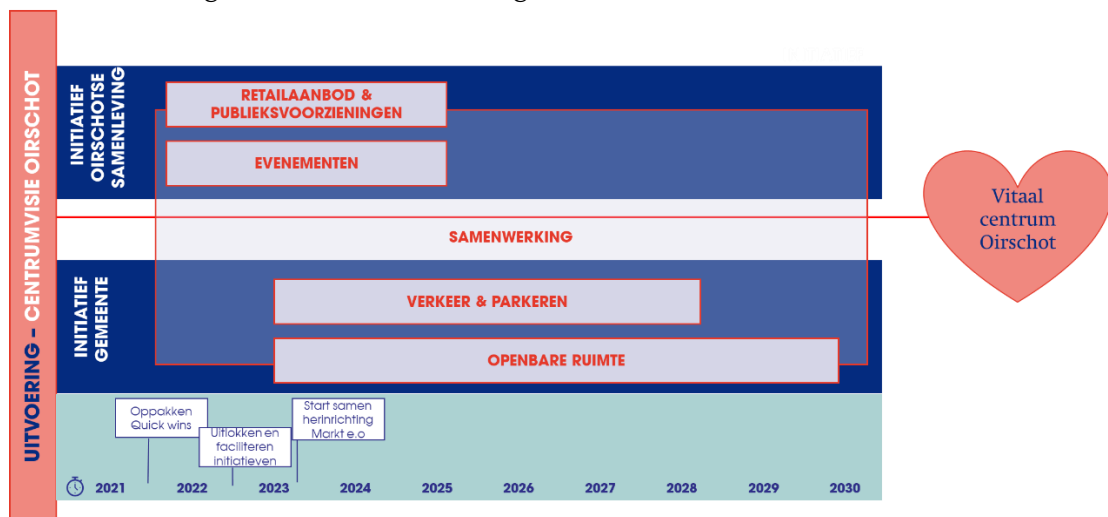 UITVOERING - CENTRUMVISIE OIRSCHOT
INITIATIEF
OIRSCHOTSE
SAMENLEVING
RETAILAANBOD &
PUBLIEKSVOORZIENINGEN
EVENEMENTEN
SAMENWERKING
Vitaal
centrum
Oirschot
INITIATIEF
GEMEENTE
VERKEER & PARKEREN
OPENBARE RUIMTE
Oppakken
Quick wins
Uitlokken en
faciliteren
initiatieven
Start samen
herinrichting
Markt e.o
2021 2022 2023 2024 2025 2026 2027 2028 2029 2030